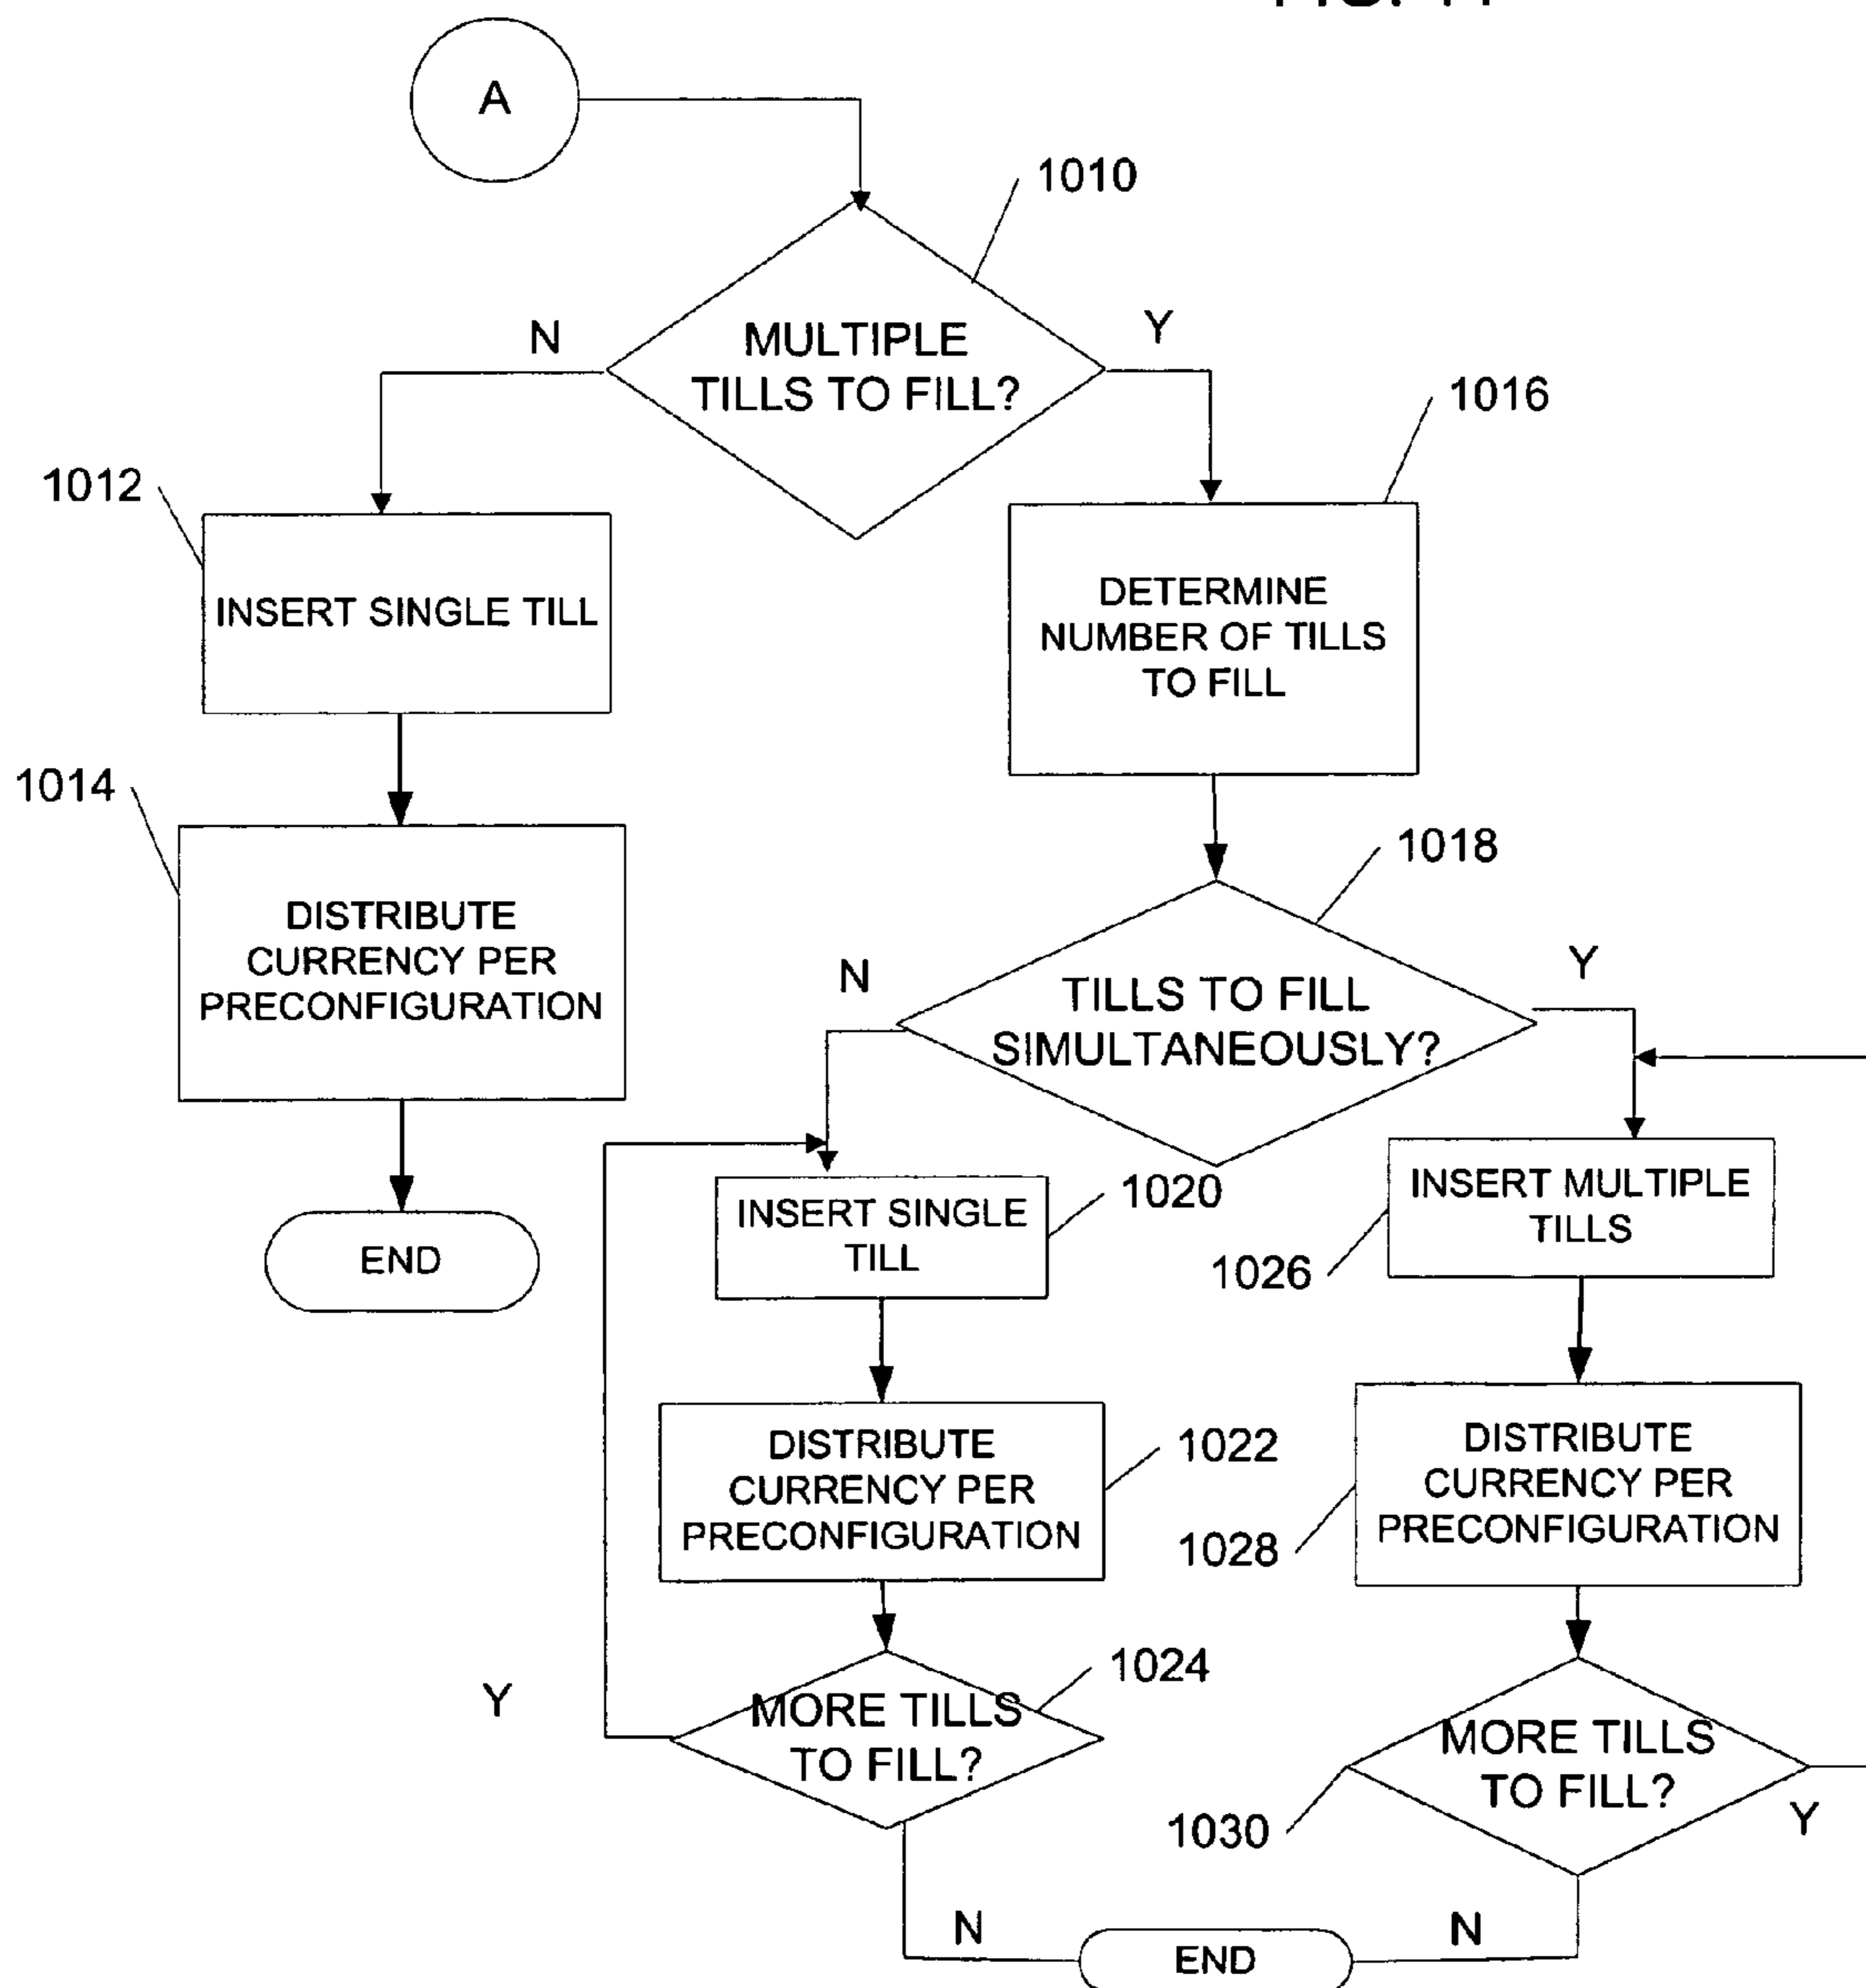 A
1010
N
Y
MULTIPLE
TILLS TO FILL?
1016
1012
INSERT SINGLE TILL
DETERMINE
NUMBER OF TILLS
TO FILL
1014
DISTRIBUTE
CURRENCY PER
PRECONFIGURATION
1018
N
Y
TILLS TO FILL
SIMULTANEOUSLY?
END
1020
INSERT SINGLE
TILL
INSERT MULTIPLE
TILLS
1026
DISTRIBUTE
CURRENCY PER
PRECONFIGURATION
1022
DISTRIBUTE
CURRENCY PER
PRECONFIGURATION
1028
1024
Y
MORE TILLS
TO FILL?
MORE TILLS
TO FILL?
1030
Y
N
END
N